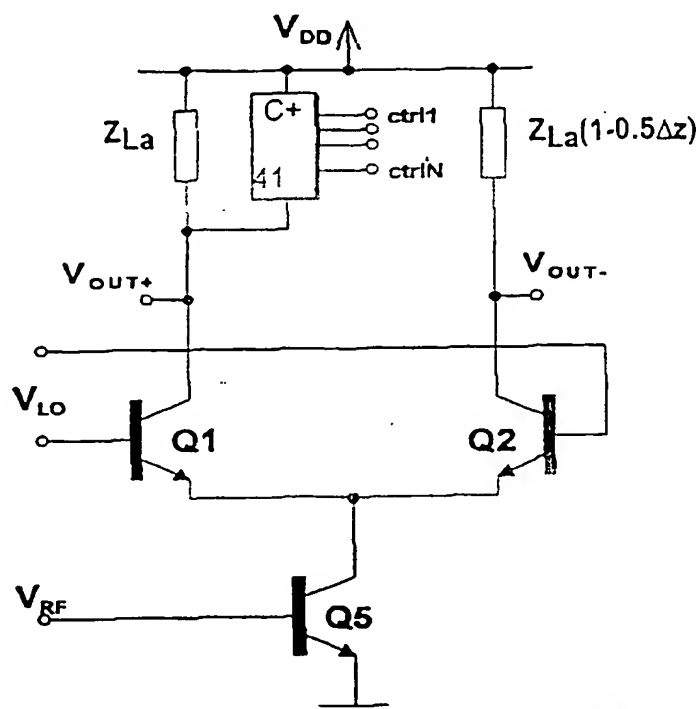 VDD
ZLa
C+
41
ctrl1
ctrlN
ZLa(1-0.5Δz)
VOUT+
VOUT-
VLO
Q1
Q2
VRF
Q5